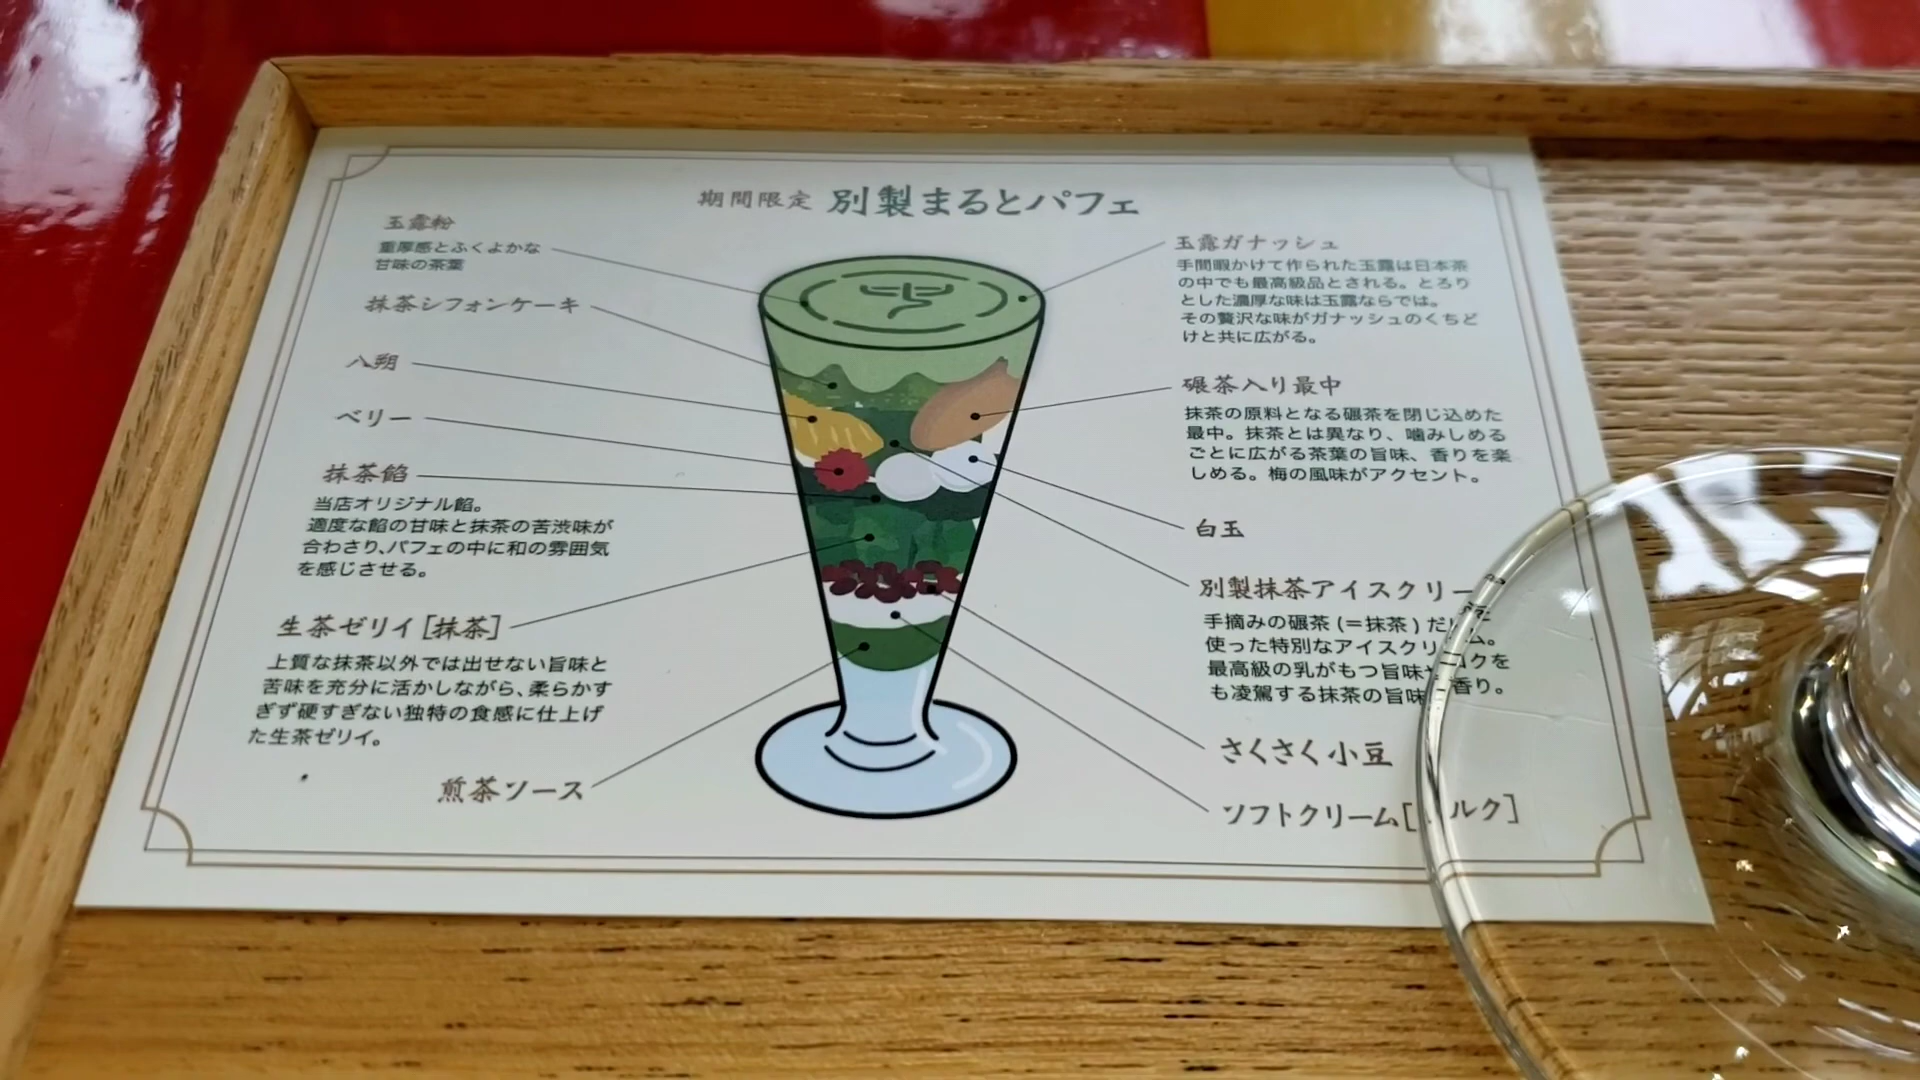 期間限定 別製まるとパフェ
玉露粉
重厚感とふくよかな
甘味の茶葉
抹茶シフォンケーキ
八朔
ベリー
抹茶餡
当店オリジナル餡。
適度な餡の甘味と抹茶の苦渋味が
合わさり、パフェの中に和の雰囲気
を感じさせる。
生茶ゼリイ[抹茶]
上質な抹茶以外では出せない旨味と
苦味を充分に活かしながら、柔らかす
ぎず硬すぎない独特の食感に仕上げ
た生茶ゼリイ。
煎茶ソース
玉露ガナッシュ
手間暇かけて作られた玉露は日本茶
の中でも最高級品とされる。とろり
とした濃厚な味は玉露ならでは。
その贅沢な味がガナッシュのくちど
けと共に広がる。
碾茶入り最中
抹茶の原料となる碾茶を閉じ込めた
最中。抹茶とは異なり、噛みしめる
ごとに広がる茶葉の旨味、香りを楽
しめる。梅の風味がアクセント。
白玉
別製抹茶アイスクリー
手摘みの碾茶(=抹茶)だ
使った特別なアイスクリ ム。
最高級の乳がもつ旨味 コクを
も凌駕する抹茶の旨味 香り。
さくさく小豆
ソフトクリーム[ ルク]